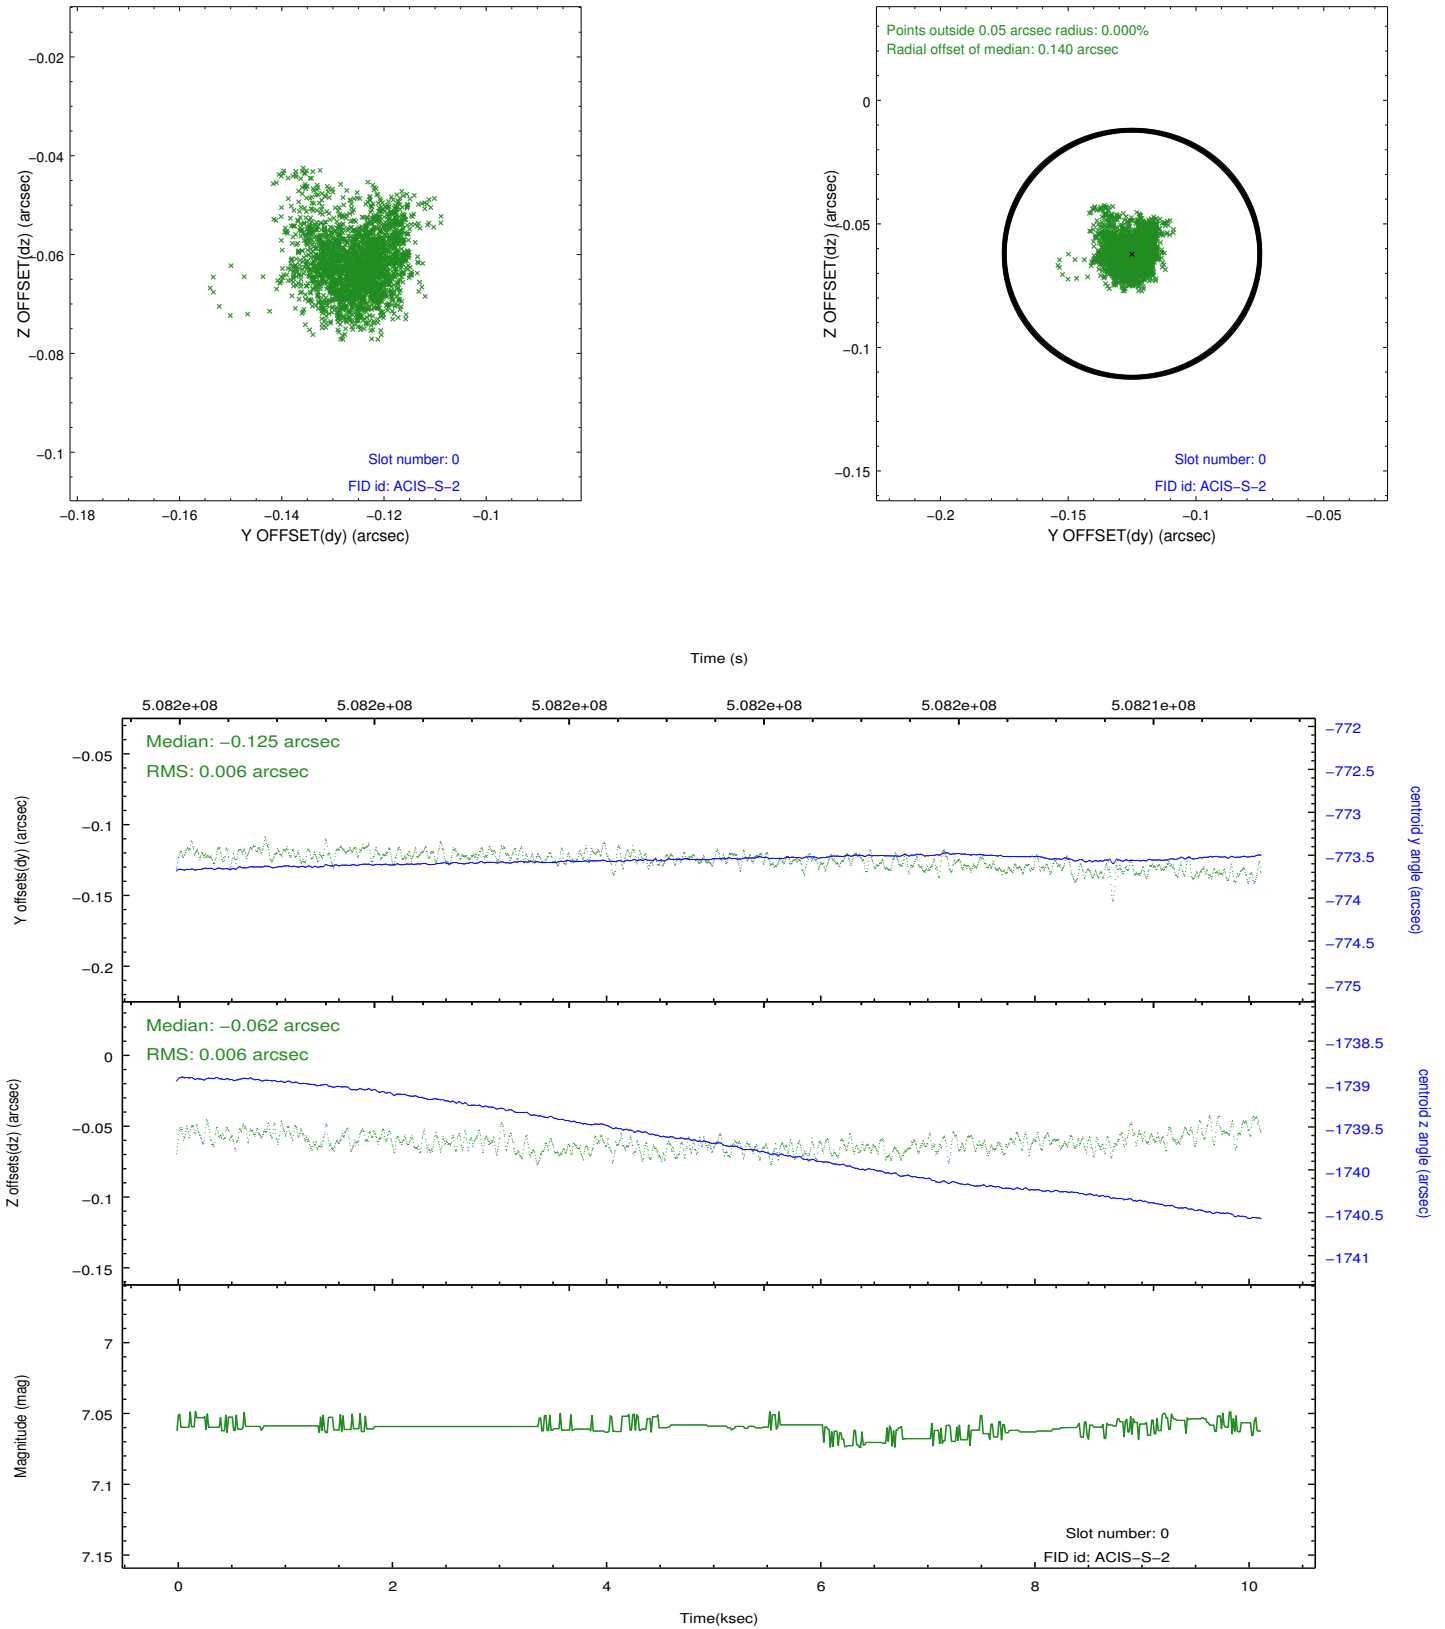 −0.02
−0.04
−0.06
−0.08
−0.1
Z OFFSET(dz) (arcsec)
Slot number: 0
FID id: ACIS−S−2
−0.18
−0.16
−0.14
−0.12
−0.1
Y OFFSET(dy) (arcsec)
Points outside 0.05 arcsec radius: 0.000%
Radial offset of median: 0.140 arcsec
0
−0.05
−0.1
−0.15
Z OFFSET(dz) (arcsec)
Slot number: 0
FID id: ACIS−S−2
−0.2
−0.15
−0.1
−0.05
Y OFFSET(dy) (arcsec)
Time (s)
5.082e+08
5.082e+08
5.082e+08
5.082e+08
5.082e+08
5.0821e+08
Median: −0.125 arcsec
RMS: 0.006 arcsec
−0.05
−0.1
−0.15
−0.2
Y offsets(dy) (arcsec)
−772
−772.5
−773
−773.5
−774
−774.5
−775
centroid y angle (arcsec)
Median: −0.062 arcsec
RMS: 0.006 arcsec
0
−0.05
−0.1
−0.15
Z offsets(dz) (arcsec)
−1738.5
−1739
−1739.5
−1740
−1740.5
−1741
centroid z angle (arcsec)
7
7.05
7.1
7.15
Magnitude (mag)
Slot number: 0
FID id: ACIS−S−2
0
2
4
6
8
10
Time(ksec)